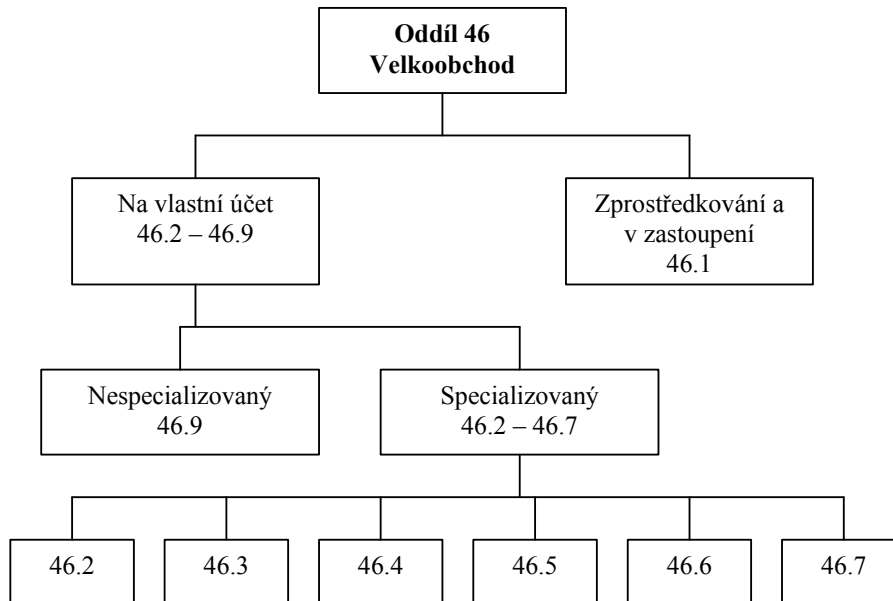 Oddíl 46
Velkoobchod
Na vlastní účet
46.2 – 46.9
Zprostředkování a
v zastoupení
46.1
Nespecializovaný
46.9
Specializovaný
46.2 – 46.7
46.2
46.3
46.4
46.5
46.6
46.7